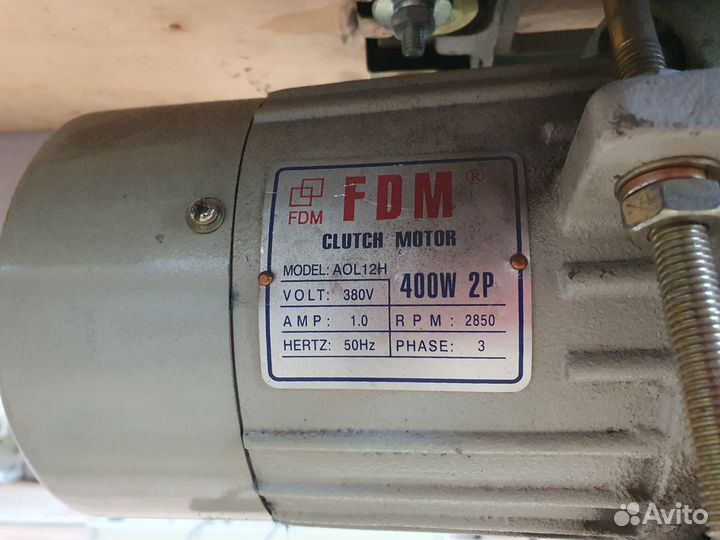 FDM ®
FDM
CLUTCH MOTOR
MODEL: AOL12H
400W 2P
VOLT: 380V
AMP: 1.0 RPM: 2850
HERTZ: 50Hz PHASE: 3
Avito